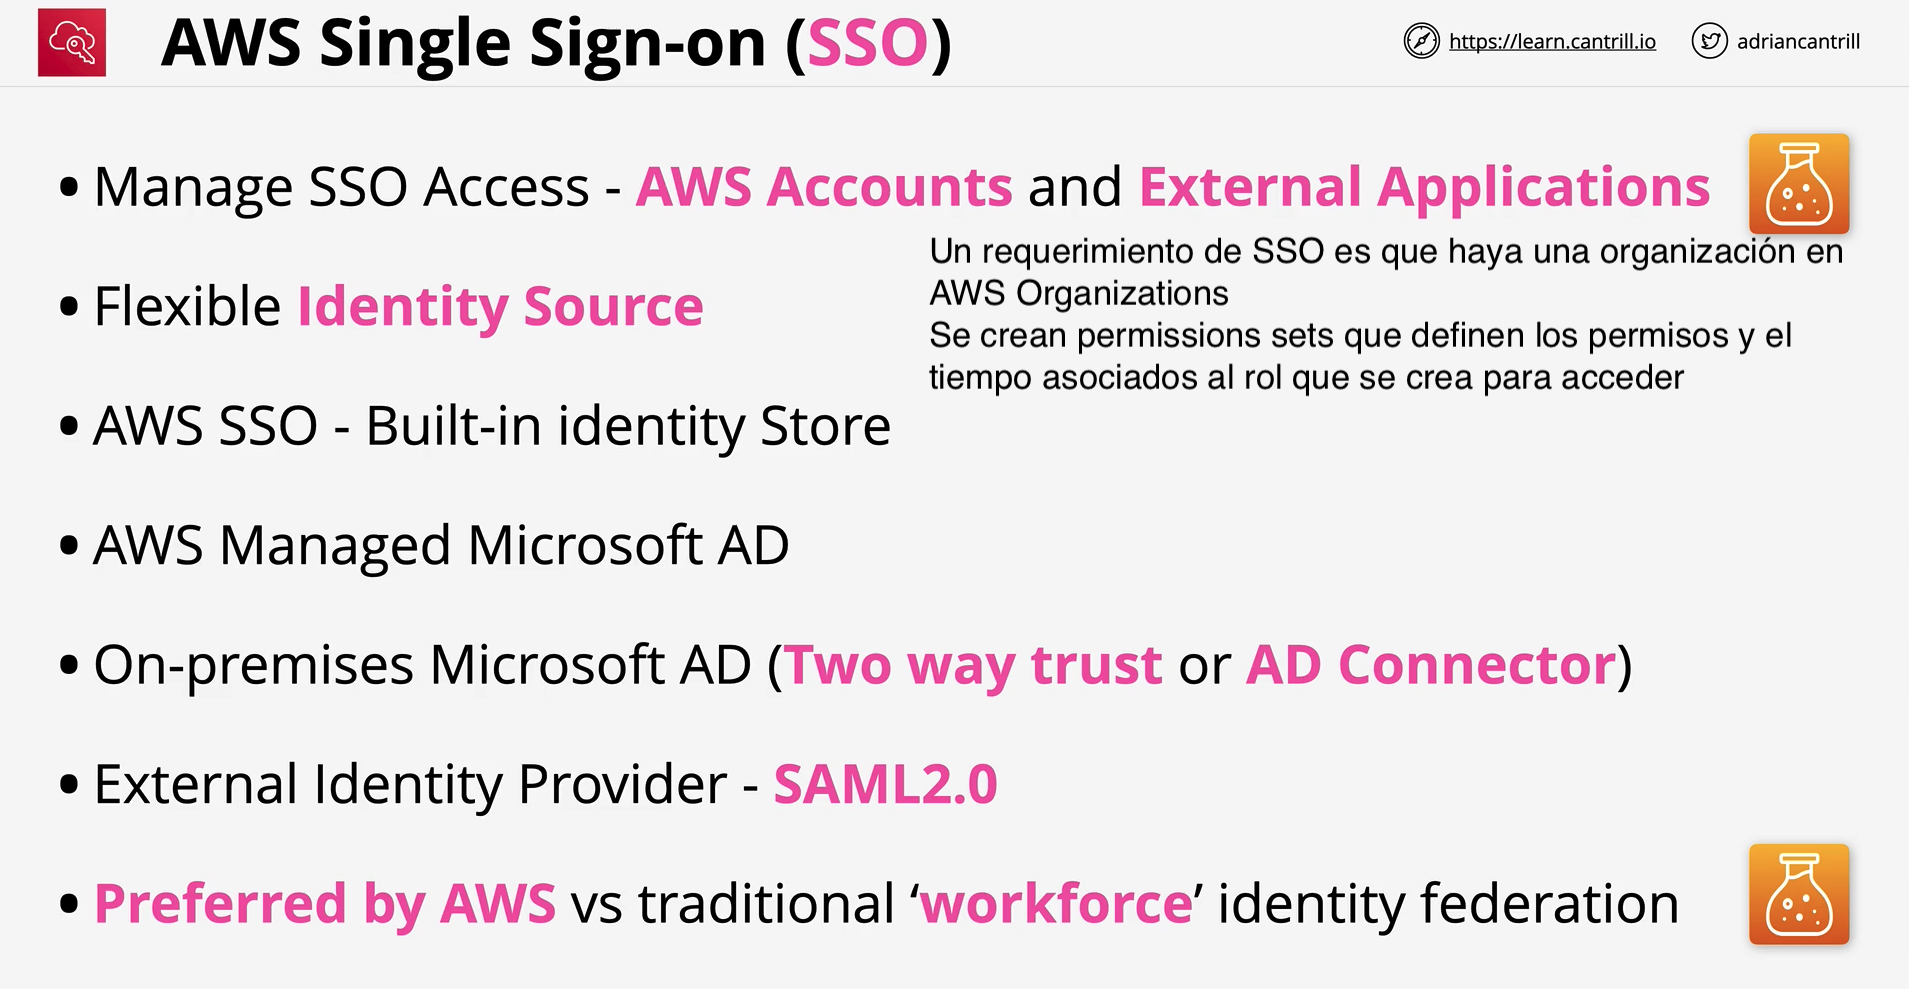 AWS Single Sign-on (SSO)
https://learn.cantrill.io
adriancantrill
• Manage SSO Access - AWS Accounts and External Applications
Un requerimiento de SSO es que haya una organización en
AWS Organizations
Se crean permissions sets que definen los permisos y el
tiempo asociados al rol que se crea para acceder
• Flexible Identity Source
• AWS SSO - Built-in identity Store
• AWS Managed Microsoft AD
• On-premises Microsoft AD (Two way trust or AD Connector)
• External Identity Provider - SAML2.0
• Preferred by AWS vs traditional ‘workforce’ identity federation